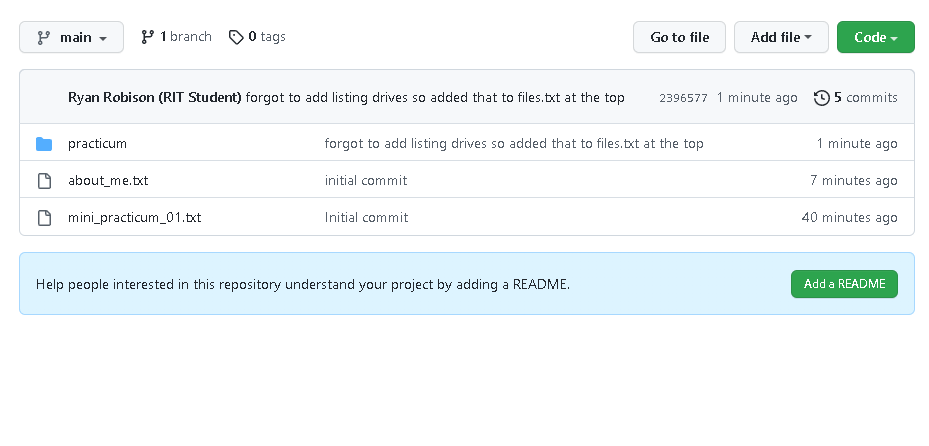 main 1 branch 0 tags Go to file Add file Code
Ryan Robison (RIT Student) forgot to add listing drives so added that to files.txt at the top 2396577 1 minute ago 5 commits
practicum forgot to add listing drives so added that to files.txt at the top 1 minute ago
about_me.txt initial commit 7 minutes ago
mini_practicum_01.txt Initial commit 40 minutes ago
Help people interested in this repository understand your project by adding a README. Add a README